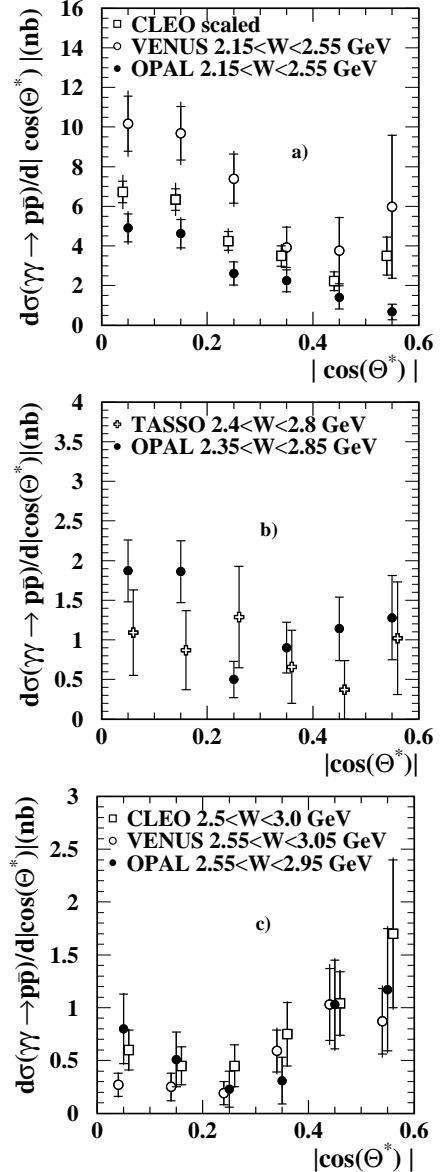 CLEO scaled
VENUS 2.15<W<2.55 GeV
OPAL 2.15<W<2.55 GeV
a)
dσ(γγ → pp̄)/d| cos(Θ*) |(nb)
16
14
12
10
8
6
4
2
0
0 0.2 0.4 0.6
| cos(Θ*) |
TASSO 2.4<W<2.8 GeV
OPAL 2.35<W<2.85 GeV
b)
dσ(γγ → pp̄)/d|cos(Θ*)|(nb)
4
3.5
3
2.5
2
1.5
1
0.5
0
0 0.2 0.4 0.6
|cos(Θ*)|
CLEO 2.5<W<3.0 GeV
VENUS 2.55<W<3.05 GeV
OPAL 2.55<W<2.95 GeV
c)
dσ(γγ →pp̄)/d|cos(Θ*)|(nb)
3
2.5
2
1.5
1
0.5
0
0 0.2 0.4 0.6
|cos(Θ*) |